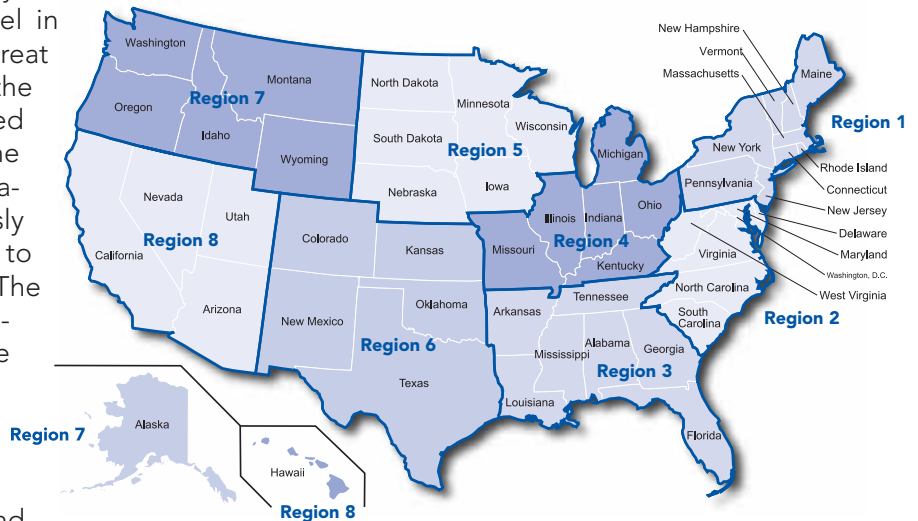 el in
reat
the
ed
ne
a-
usly
to
The
-
e
nd
New Hampshire
Vermont
Massachusetts
Maine
Region 1
New York
Rhode Island
Connecticut
Pennsylvania
New Jersey
Delaware
Maryland
Washington, D.C.
West Virginia
Virginia
North Carolina
South
Carolina
Region 2
Washington
Montana
Oregon
Region 7
Idaho
Wyoming
North Dakota
Minnesota
Wisconsin
South Dakota
Region 5
Nebraska
Iowa
Michigan
Illinois
Indiana
Ohio
Region 4
Missouri
Kentucky
Nevada
Utah
Region 8
California
Arizona
Colorado
Kansas
Oklahoma
New Mexico
Region 6
Texas
Arkansas
Tennessee
Mississippi
Alabama
Georgia
Region 3
Louisiana
Florida
Region 7
Alaska
Hawaii
Region 8